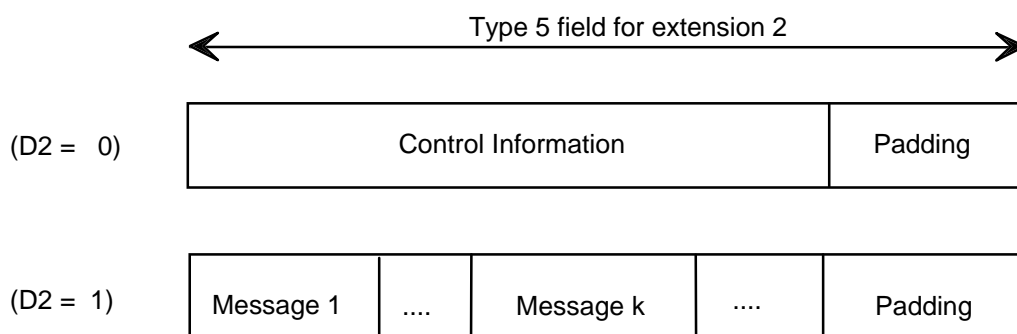 Type 5 field for extension 2
(D2 = 0) Control Information Padding
(D2 = 1) Message 1 .... Message k .... Padding